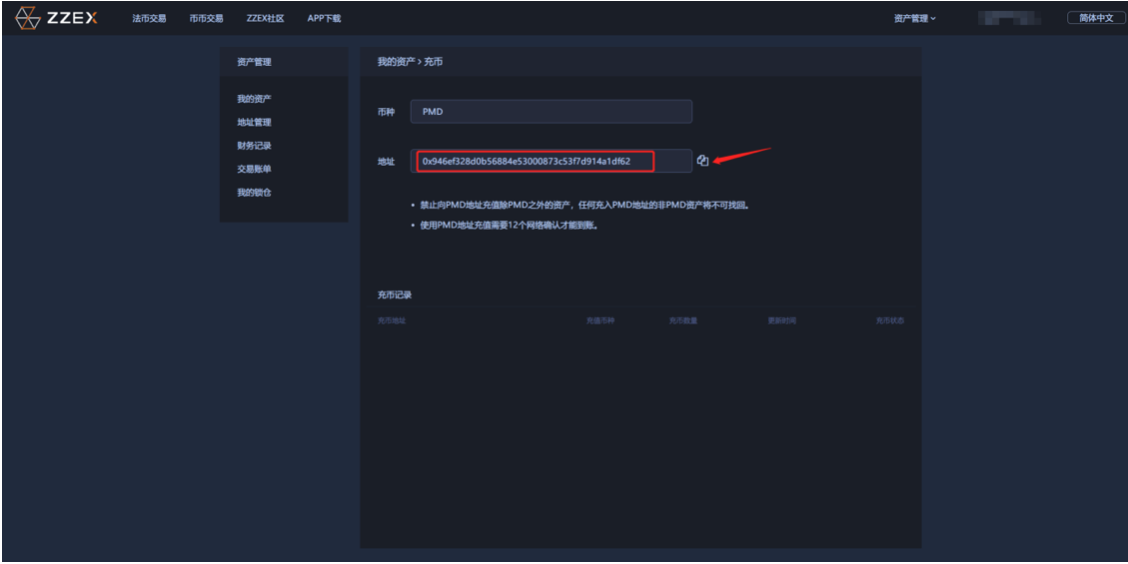 ZZEX 法币交易 币币交易 ZZEX社区 APP下载 资产管理 简体中文
资产管理
我的资产
地址管理
财务记录
交易账单
我的锁仓
我的资产 > 充币
币种 PMD
地址 0x946ef328d0b56884e53000873c53f7d914a1df62
• 禁止向PMD地址充值除PMD之外的资产，任何充入PMD地址的非PMD资产将不可找回。
• 使用PMD地址充值需要12个网络确认才能到账。
充币记录
充币地址 充值币种 充币数量 更新时间 充币状态